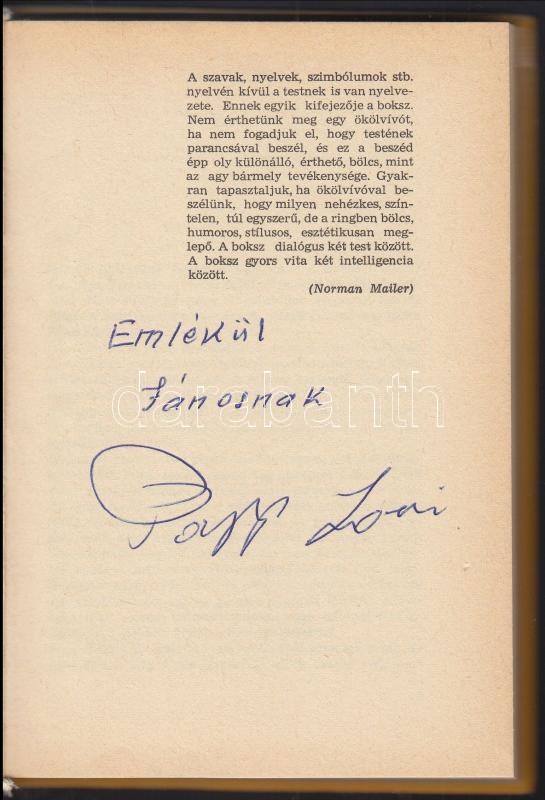 A szavak, nyelvek, szimbólumok stb.
nyelvén kívül a testnek is van nyelve-
zete. Ennek egyik kifejezője a boksz.
Nem érthetünk meg egy ökölvívót,
ha nem fogadjuk el, hogy testének
parancsával beszél, és ez a beszéd
épp oly különálló, érthető, bölcs, mint
az agy bármely tevékenysége. Gyak-
ran tapasztaljuk, ha ökölvívóval be-
szélünk, hogy milyen nehézkes, szín-
telen, túl egyszerű, de a ringben bölcs,
humoros, stílusos, esztétikusan meg-
lepő. A boksz dialógus két test között.
A boksz gyors vita két intelligencia
között.
(Norman Mailer)
Emlékül
Jánosnak
darabanth
Papp Laci